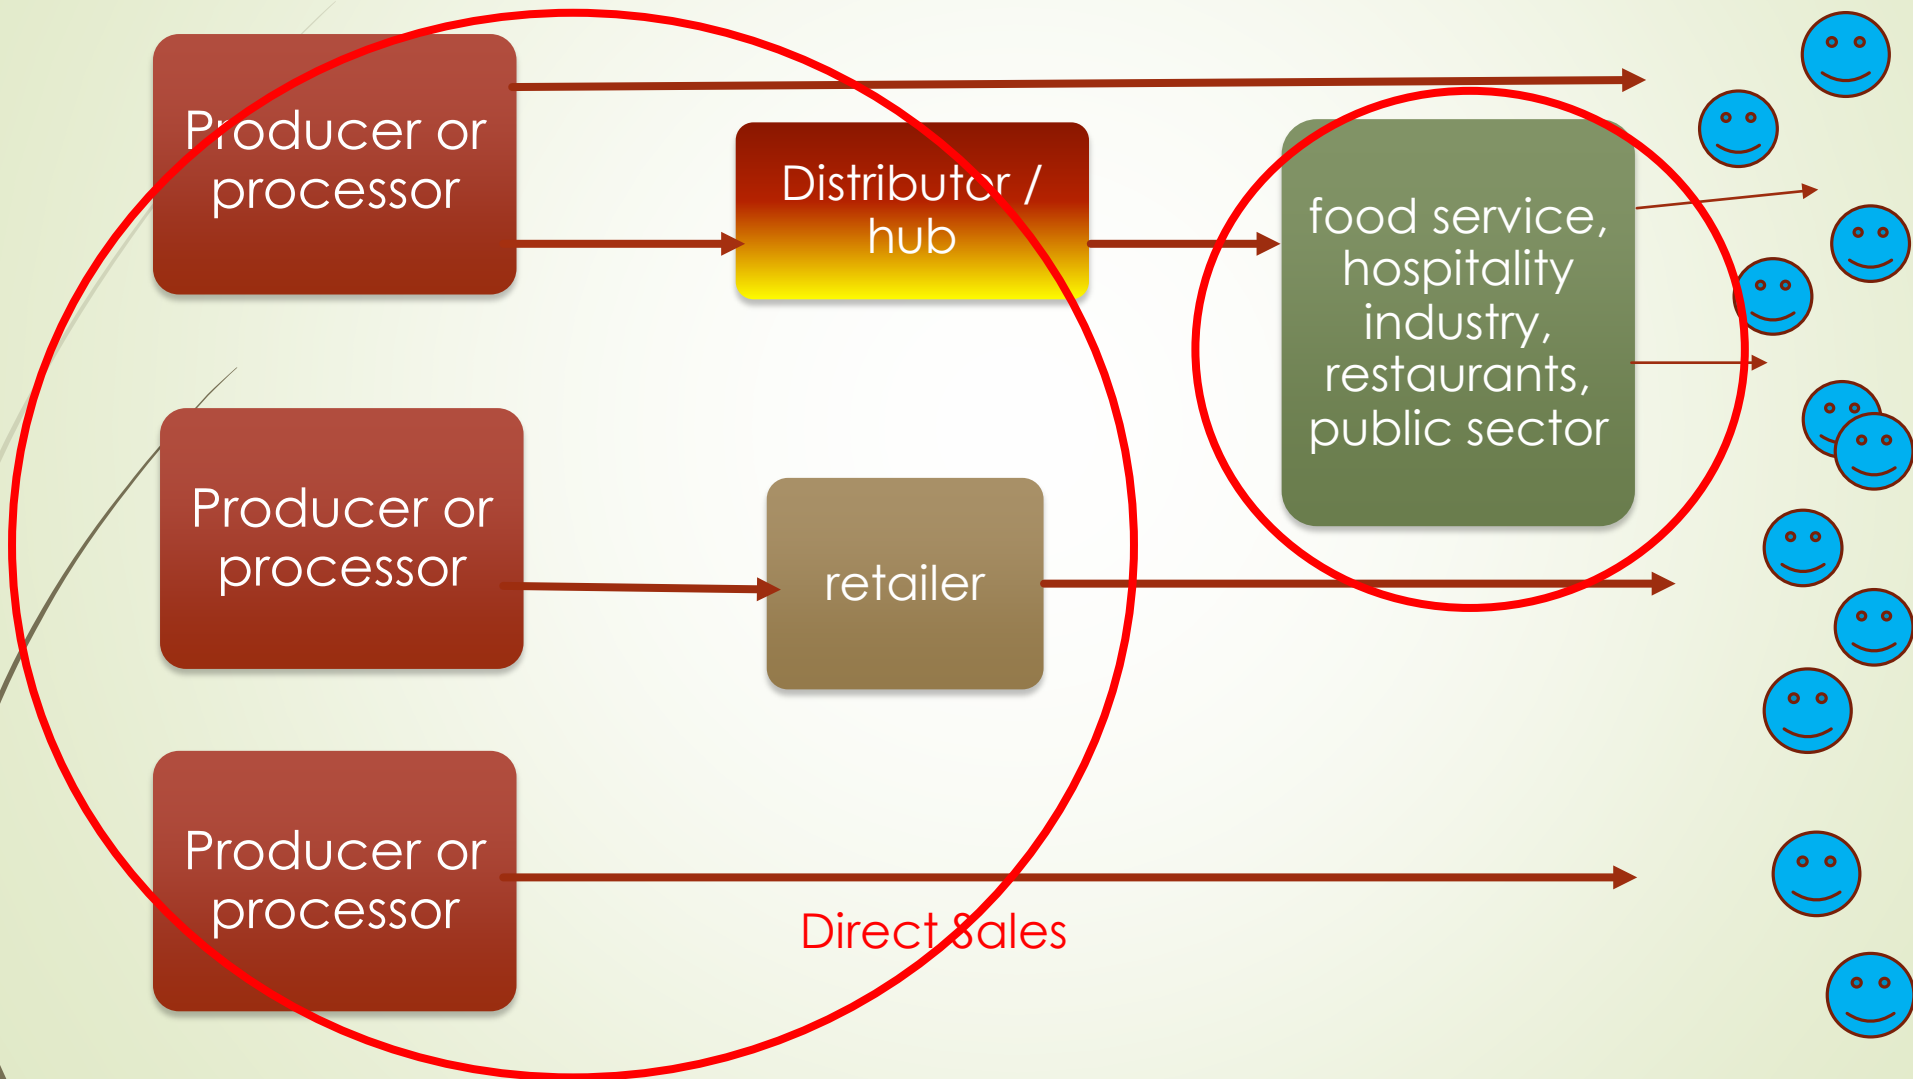 Producer or
processor
Distributor /
hub
food service,
hospitality
industry,
restaurants,
public sector
Producer or
processor
retailer
Producer or
processor
Direct Sales